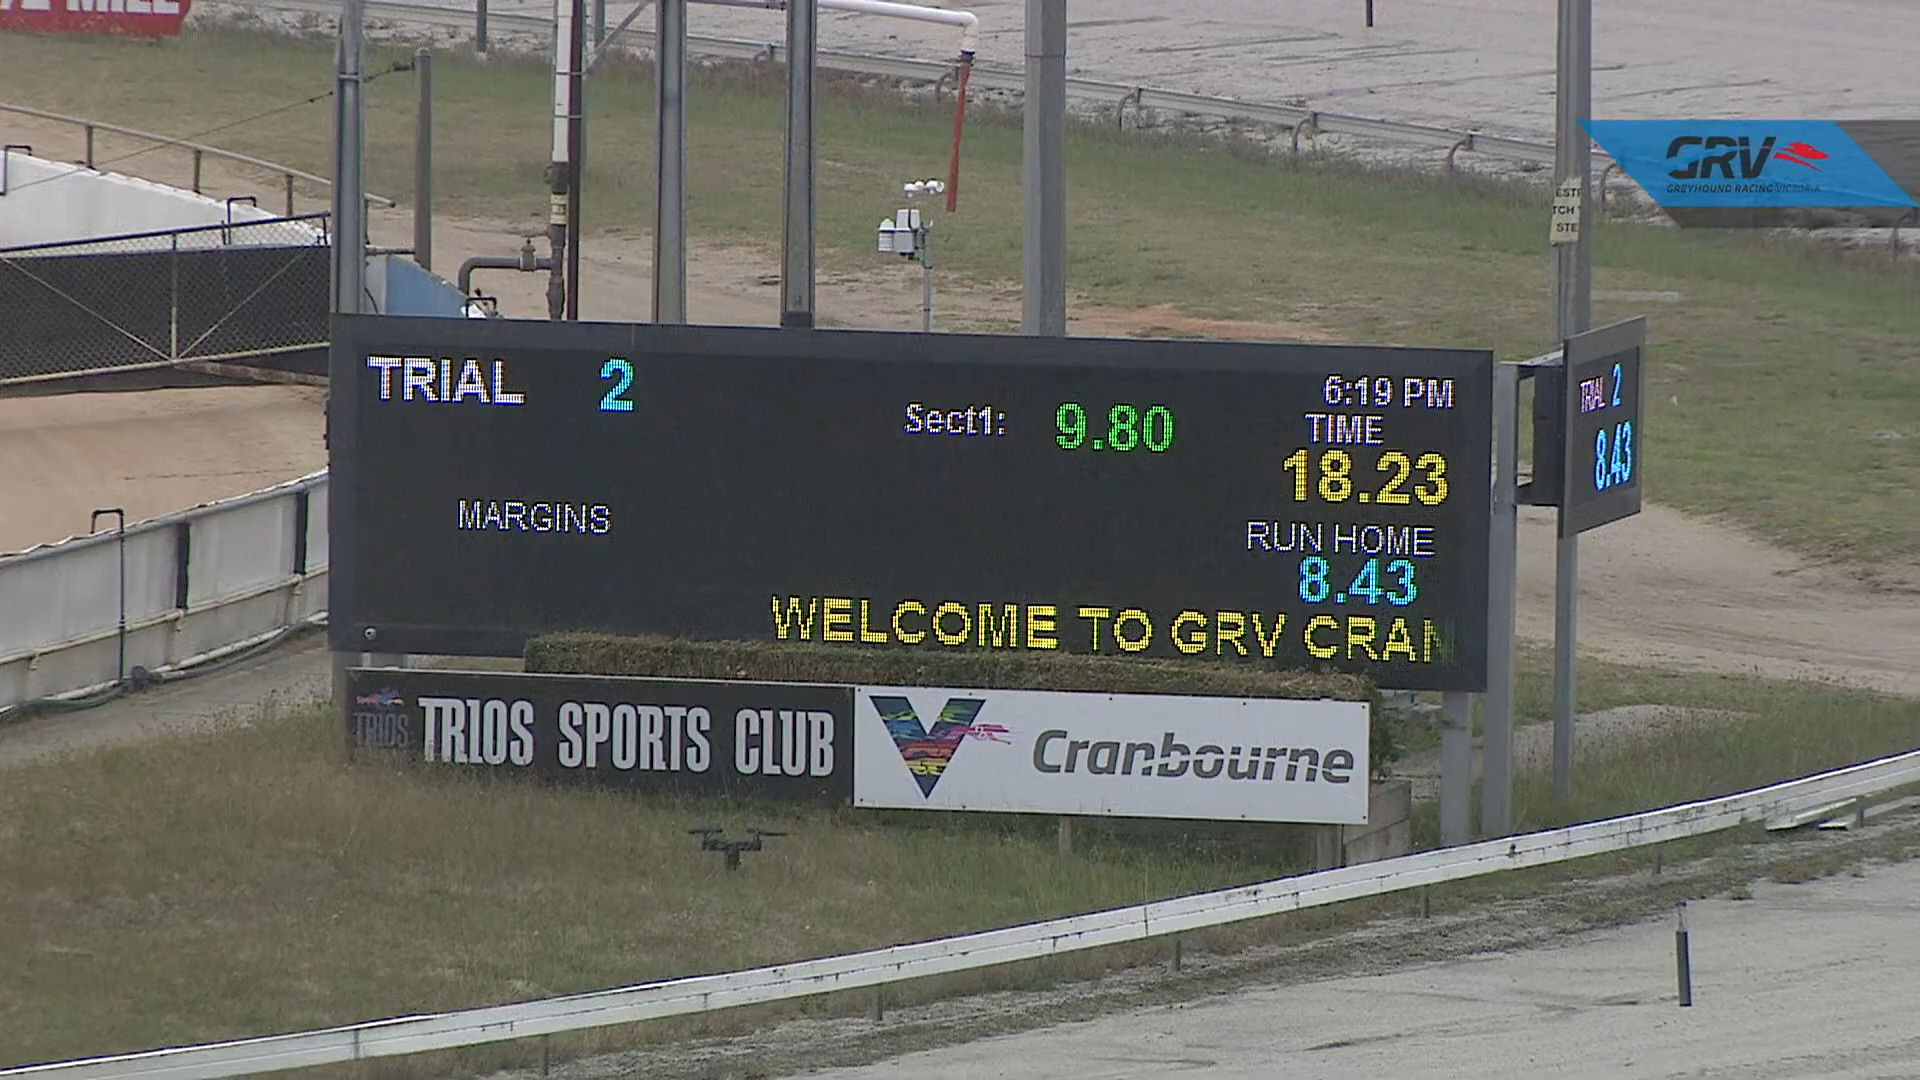 MILE
GRV
GREYHOUND RACING VICTORIA
TRIAL 2
6:19 PM
Sect1: 9.80
TIME
18.23
MARGINS
RUN HOME
8.43
WELCOME TO GRV CRAN
TRIAL 2
8.43
TRIOS
TRIOS SPORTS CLUB
V Cranbourne